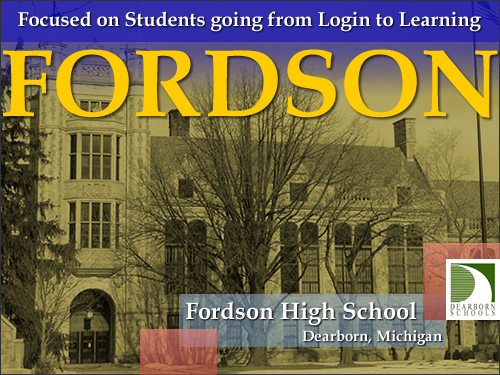 Focused on Students going from Login to Learning
FORDSON
Fordson High School
Dearborn, Michigan
DEARBORN
SCHOOLS